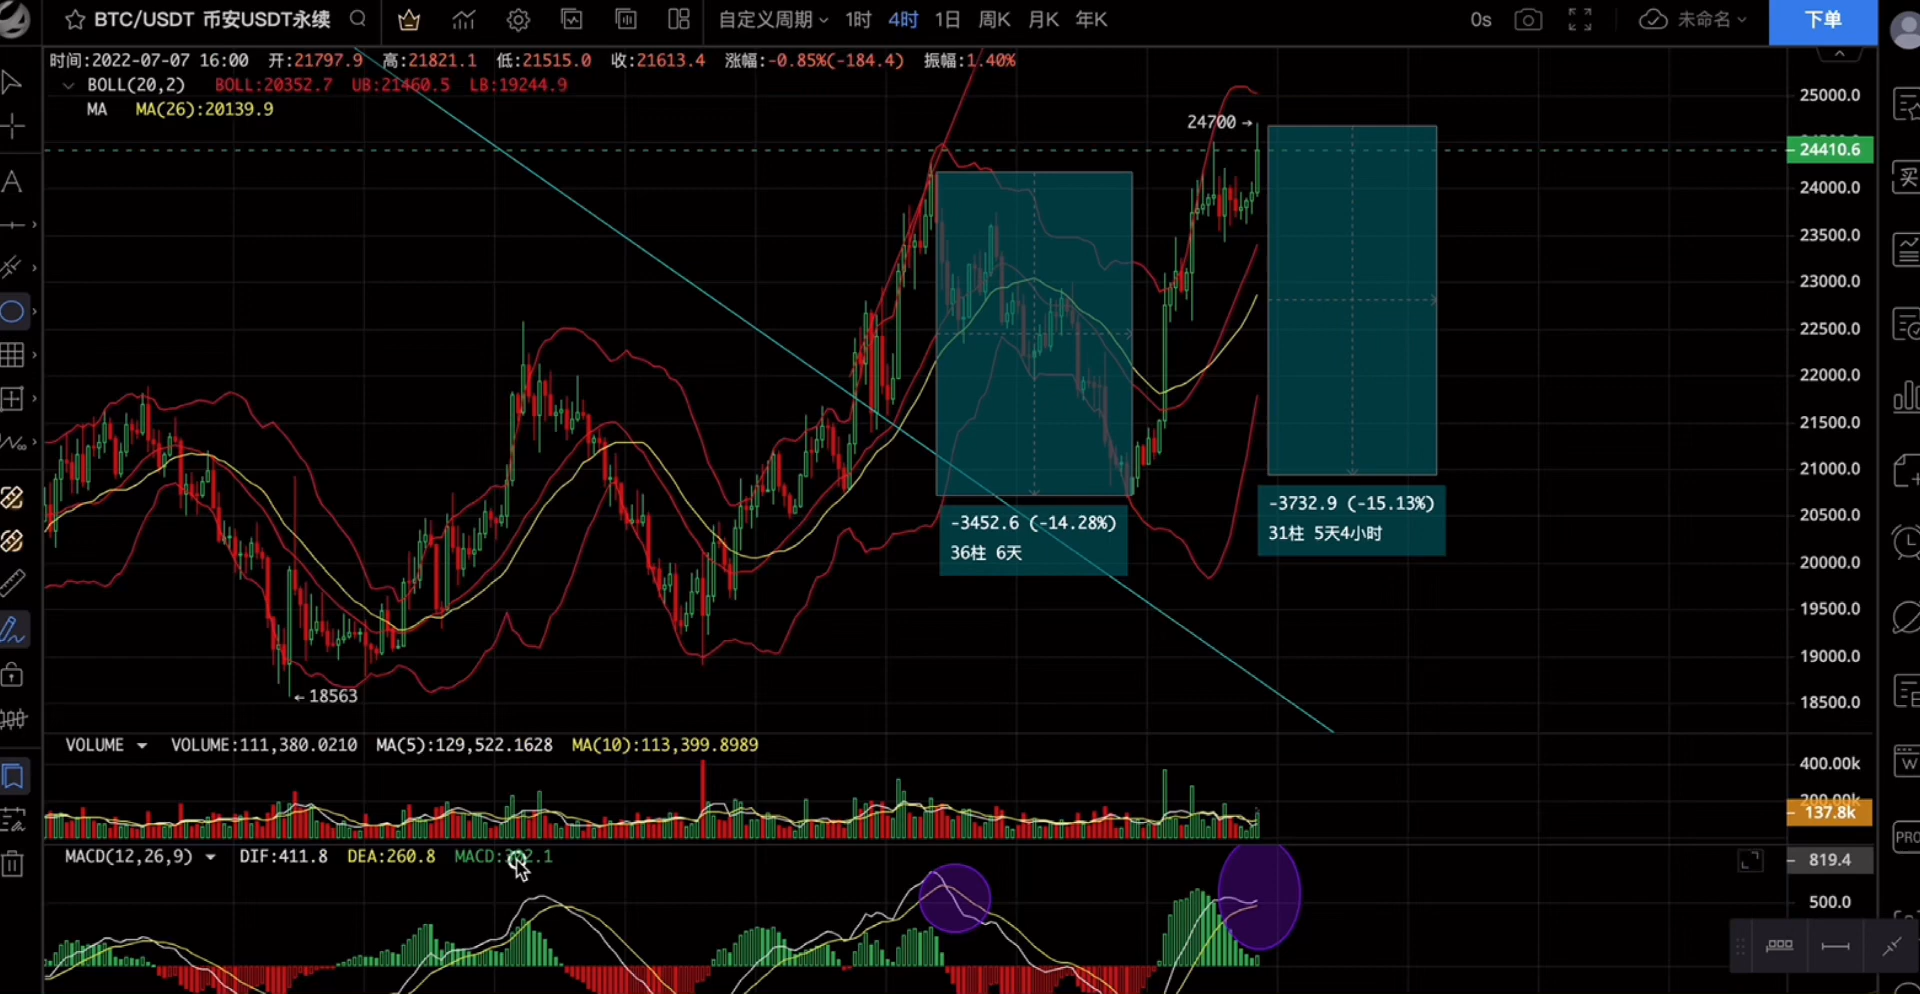 BTC/USDT 币安USDT永续 自定义周期 1时 4时 1日 周K 月K 年K 0s 未命名 下单
时间:2022-07-07 16:00 开:21797.9 高:21821.1 低:21515.0 收:21613.4 涨幅:-0.85%(-184.4) 振幅:1.40%
BOLL(20,2) BOLL:20352.7 UB:21460.5 LB:19244.9
MA MA(26):20139.9
25000.0
24700
24410.6
24000.0
23500.0
23000.0
22500.0
22000.0
21500.0
21000.0
20500.0
20000.0
19500.0
19000.0
18500.0
买
-3732.9 (-15.13%)
31柱 5天4小时
-3452.6 (-14.28%)
36柱 6天
18563
VOLUME VOLUME:111,380.0210 MA(5):129,522.1628 MA(10):113,399.8989
400.00k
200.00k
137.8k
W
PRO
MACD(12,26,9) DIF:411.8 DEA:260.8 MACD:
819.4
500.0